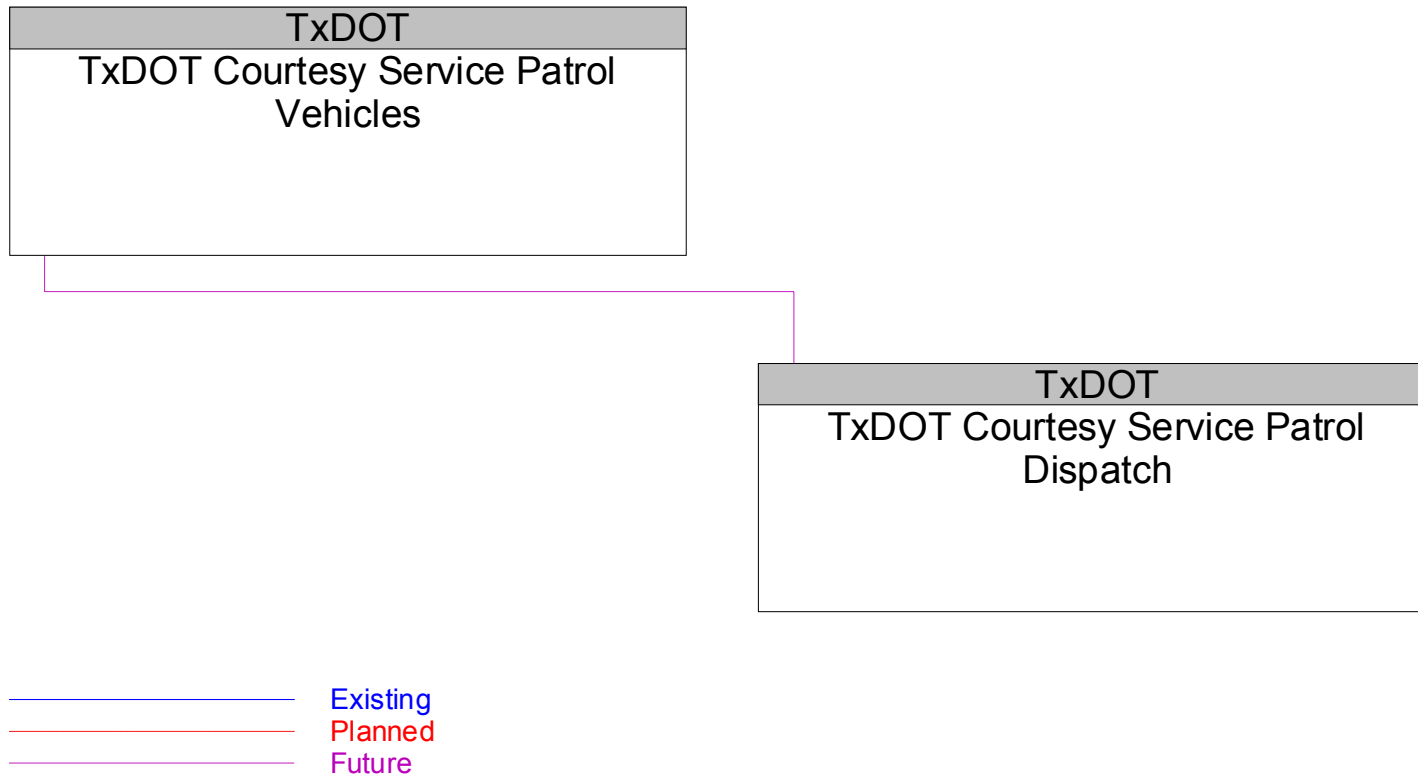 TxDOT
TxDOT Courtesy Service Patrol
Vehicles
TxDOT
TxDOT Courtesy Service Patrol
Dispatch
Existing
Planned
Future